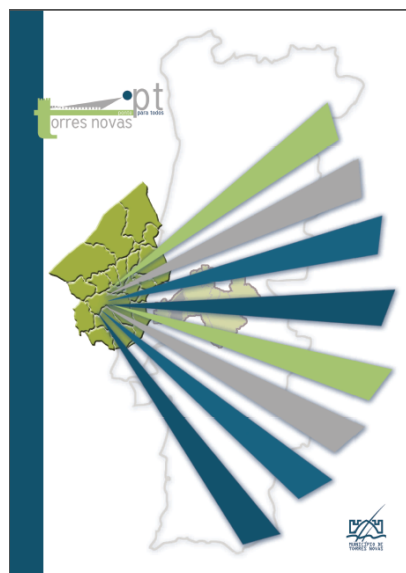 .pt
para todos
torres novas
MUNICÍPIO DE
TORRES NOVAS